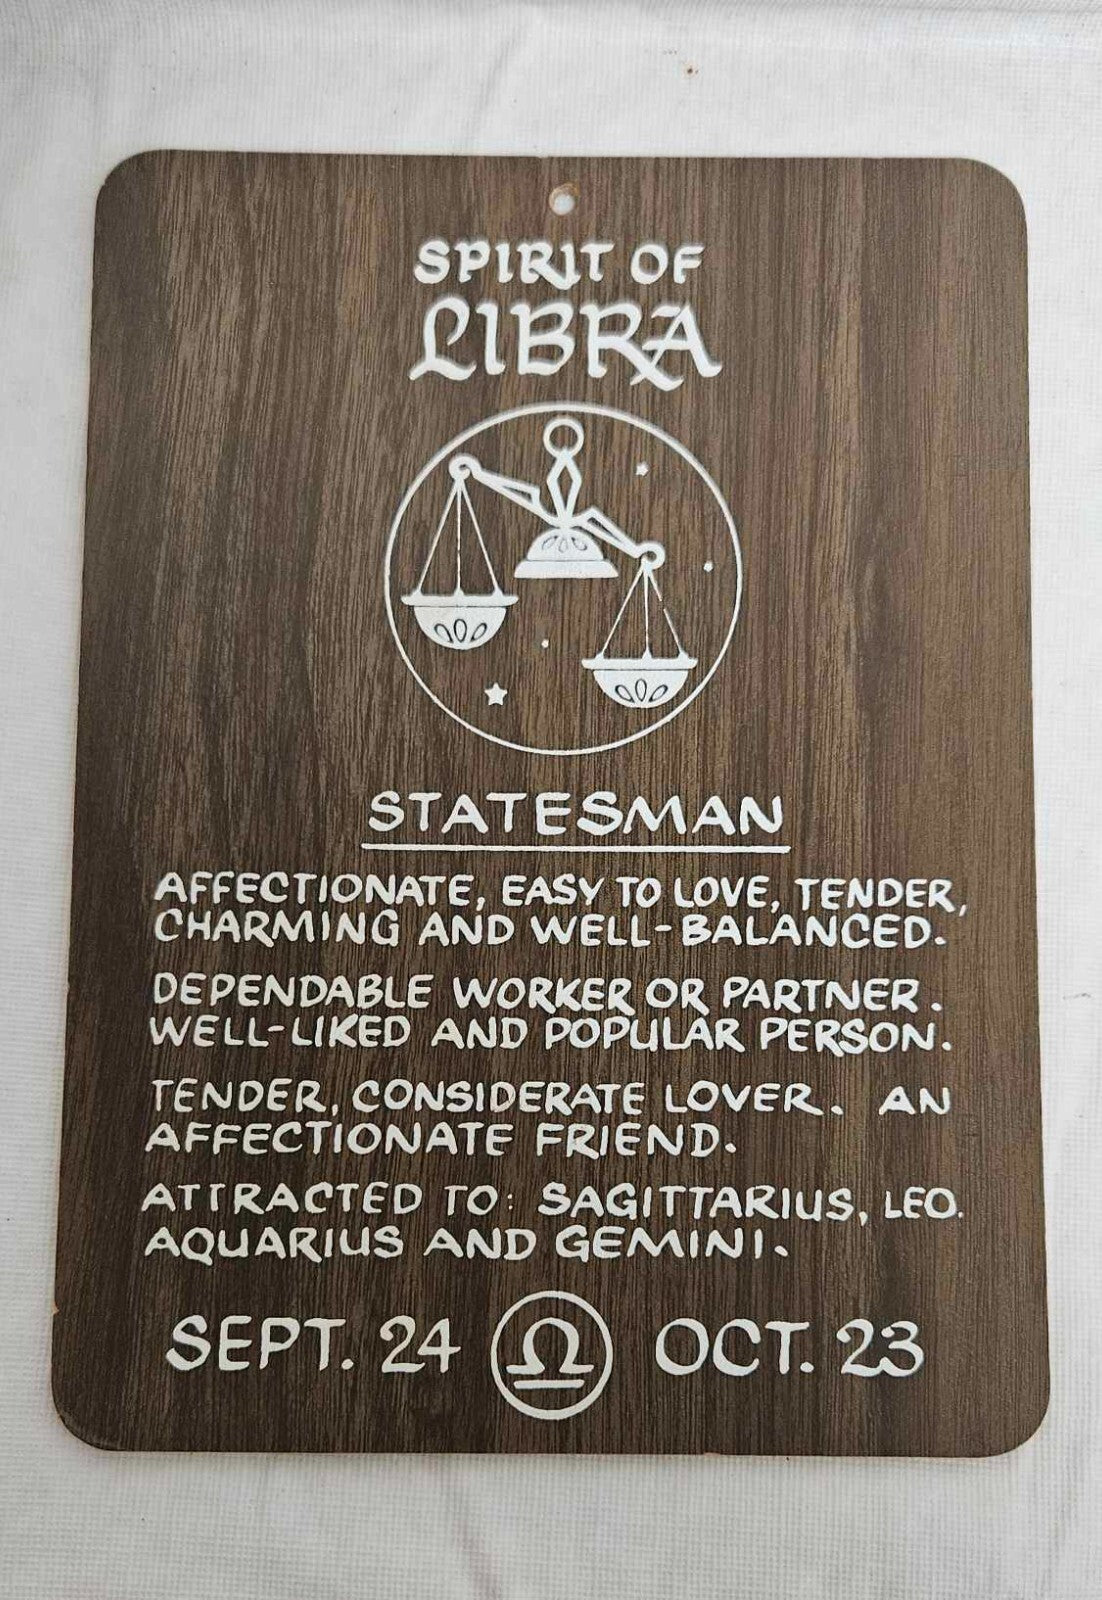 SPIRIT OF
LIBRA
STATESMAN
AFFECTIONATE, EASY TO LOVE, TENDER,
CHARMING AND WELL-BALANCED.
DEPENDABLE WORKER OR PARTNER.
WELL-LIKED AND POPULAR PERSON.
TENDER, CONSIDERATE LOVER. AN
AFFECTIONATE FRIEND.
ATTRACTED TO: SAGITTARIUS, LEO.
AQUARIUS AND GEMINI.
SEPT. 24 ♎ OCT. 23